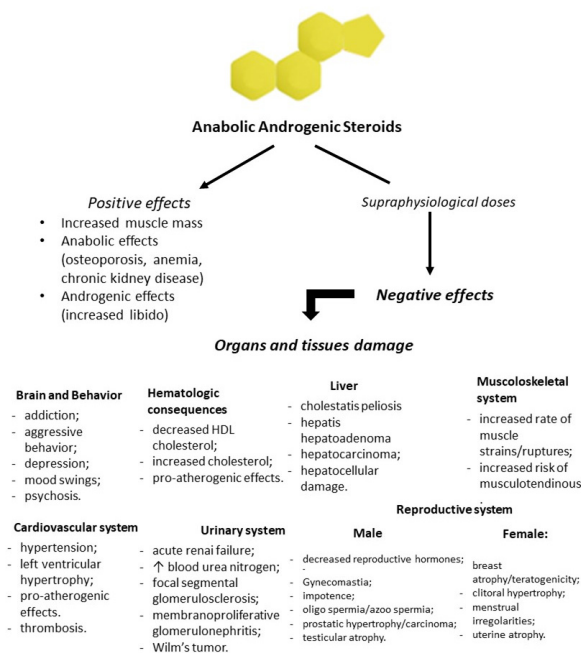 Anabolic Androgenic Steroids
Positive effects
• Increased muscle mass
• Anabolic effects
(osteoporosis, anemia,
chronic kidney disease)
• Androgenic effects
(increased libido)
Supraphysiological doses
Negative effects
Organs and tissues damage
Brain and Behavior
- addiction;
- aggressive
behavior;
- depression;
- mood swings;
- psychosis.
Hematologic
consequences
- decreased HDL
cholesterol;
- increased cholesterol;
- pro-atherogenic effects.
Liver
- cholestatis peliosis
- hepatis
hepatoadenoma
- hepatocarcinoma;
- hepatocellular
damage.
Muscoloskeletal
system
- increased rate of
muscle
strains/ruptures;
- increased risk of
musculotendinous
.
Cardiovascular system
- hypertension;
- left ventricular
hypertrophy;
- pro-atherogenic
effects.
- thrombosis.
Urinary system
- acute renai failure;
- ↑ blood urea nitrogen;
- focal segmental
glomerulosclerosis;
- membranoproliferative
glomerulonephritis;
- Wilm's tumor.
Reproductive system
Male
- decreased reproductive hormones;
-
- Gynecomastia;
- impotence;
- oligo spermia/azoo spermia;
- prostatic hypertrophy/carcinoma;
- testicular atrophy.
Female:
breast
- atrophy/teratogenicity;
- clitoral hypertrophy;
- menstrual
irregolarities;
- uterine atrophy.